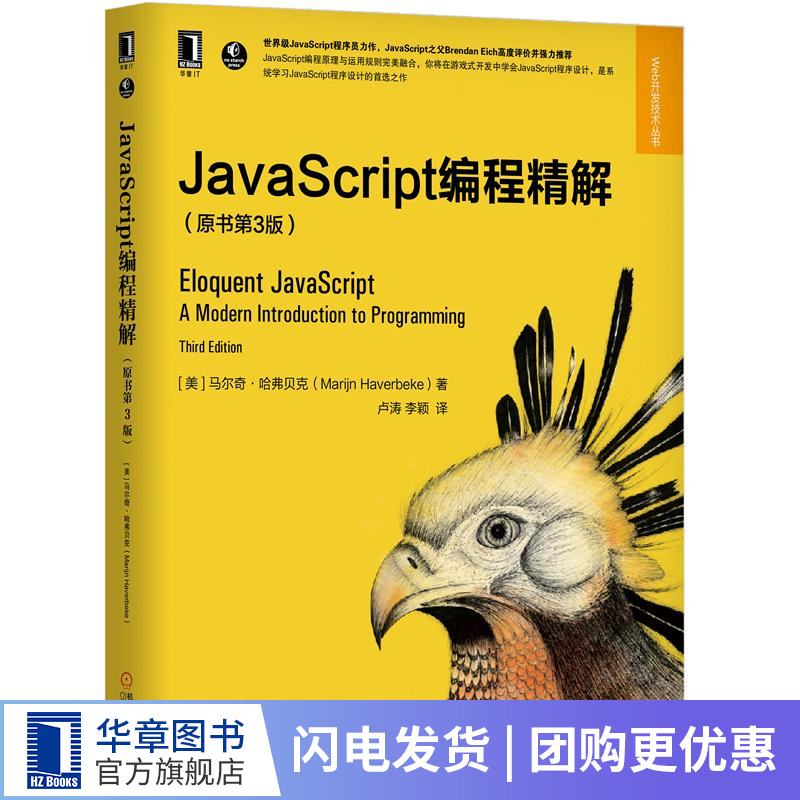 华章IT
HZ BOOKS
华章IT
no starch press
世界级JavaScript程序员力作，JavaScript之父Brendan Eich高度评价并强力推荐
JavaScript编程原理与运用规则完美融合，你将在游戏式开发中学会JavaScript程序设计，是系
统学习JavaScript程序设计的首选之作
Web开发技术丛书
JavaScript编程精解
（原书第3版）
Eloquent JavaScript
A Modern Introduction to Programming
Third Edition
[美] 马尔奇·哈弗贝克（Marijn Haverbeke）著
卢涛 李颖 译
JavaScript编程精解
（原书第3版）
[美]马尔奇·哈弗贝克（Marijn Haverbeke）
HZ BOOKS
华章图书
官方旗舰店
闪电发货
团购更优惠